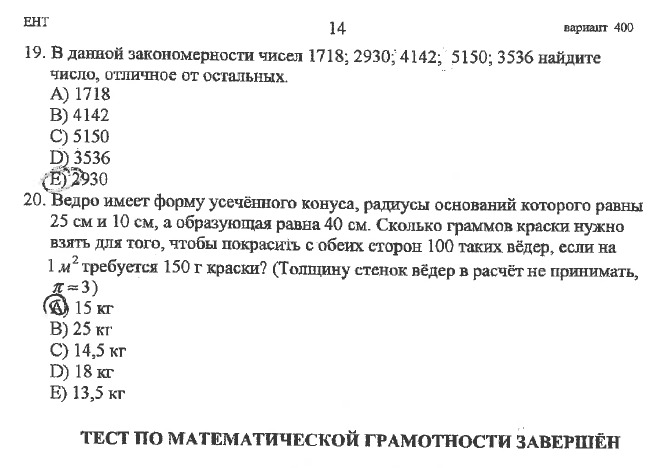 ЕНТ
14
вариант 400
19. В данной закономерности чисел 1718; 2930; 4142; 5150; 3536 найдите
число, отличное от остальных.
A) 1718
B) 4142
C) 5150
D) 3536
E) 2930
20. Ведро имеет форму усечённого конуса, радиусы оснований которого равны
25 см и 10 см, а образующая равна 40 см. Сколько граммов краски нужно
взять для того, чтобы покрасить с обеих сторон 100 таких вёдер, если на
1 м² требуется 150 г краски? (Толщину стенок вёдер в расчёт не принимать,
π = 3)
A) 15 кг
B) 25 кг
C) 14,5 кг
D) 18 кг
E) 13,5 кг
ТЕСТ ПО МАТЕМАТИЧЕСКОЙ ГРАМОТНОСТИ ЗАВЕРШЁН